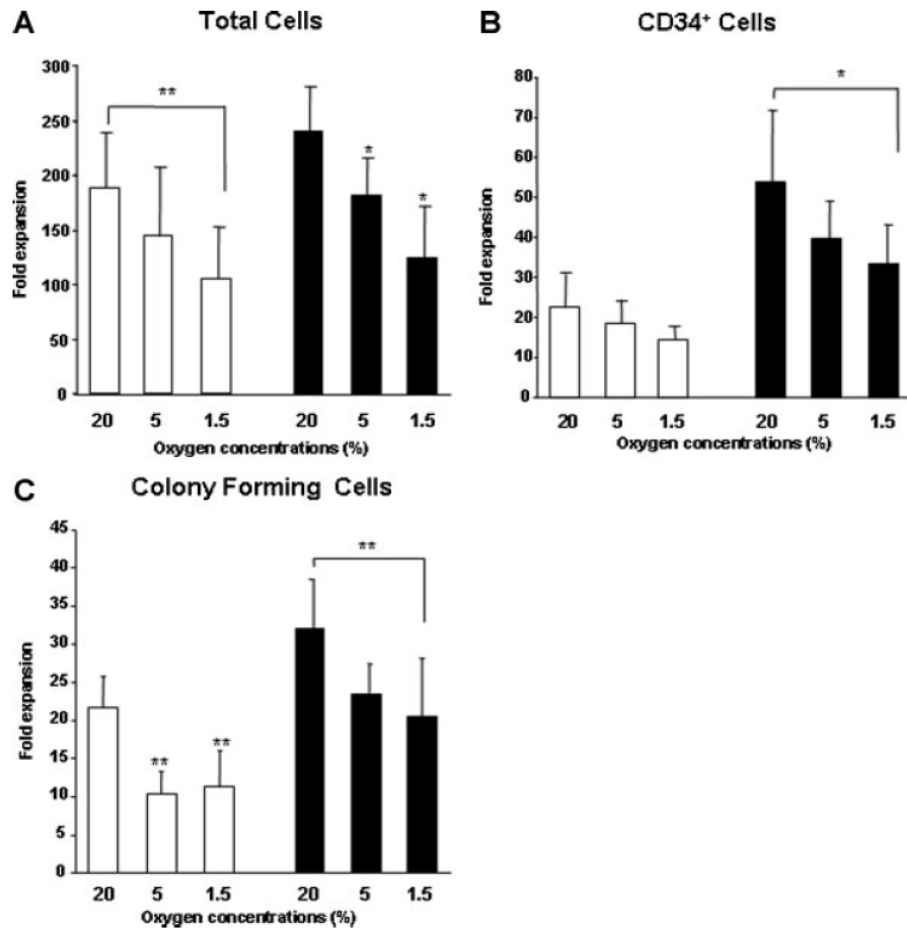 A
Total Cells
300
250
200
150
100
50
0
Fold expansion
**
*
*
20 5 1.5 20 5 1.5
Oxygen concentrations (%)
B
CD34+ Cells
80
70
60
50
40
30
20
10
0
Fold expansion
*
20 5 1.5 20 5 1.5
Oxygen concentrations (%)
C
Colony Forming Cells
45
40
35
30
25
20
15
10
5
0
Fold expansion
**
**
**
20 5 1.5 20 5 1.5
Oxygen concentrations (%)